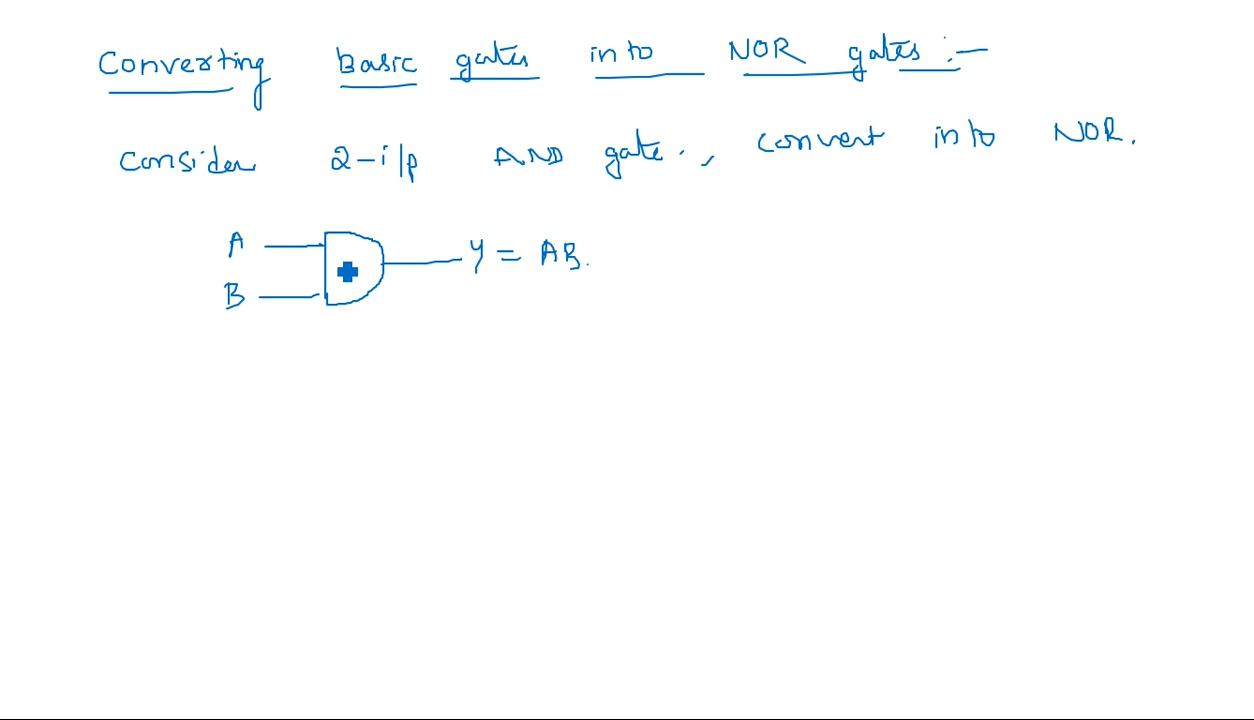 Converting basic gates into NOR gates :-
Consider 2-i/p AND gate., convert into NOR.
A
Y = AB.
B